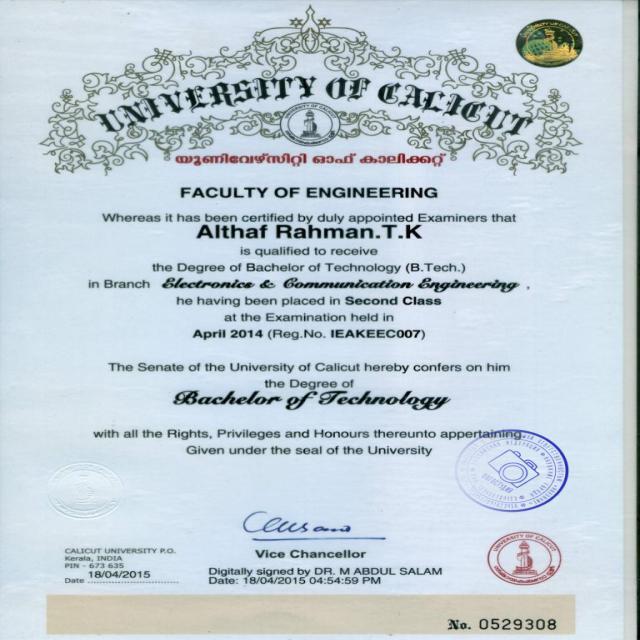 UNIVERSITY OF CALICUT
യൂണിവേഴ്സിറ്റി ഓഫ് കാലിക്കറ്റ്
FACULTY OF ENGINEERING
Whereas it has been certified by duly appointed Examiners that
Althaf Rahman.T.K
is qualified to receive
the Degree of Bachelor of Technology (B.Tech.)
in Branch Electronics & Communication Engineering ,
he having been placed in Second Class
at the Examination held in
April 2014 (Reg.No. IEAKEEC007)
The Senate of the University of Calicut hereby confers on him
the Degree of
Bachelor of Technology
with all the Rights, Privileges and Honours thereunto appertaining.
Given under the seal of the University
Vice Chancellor
Digitally signed by DR. M ABDUL SALAM
Date: 18/04/2015 04:54:59 PM
CALICUT UNIVERSITY P.O.
Kerala, INDIA
PIN - 673 635
Date 18/04/2015
UNIVERSITY OF CALICUT
No. 0529308